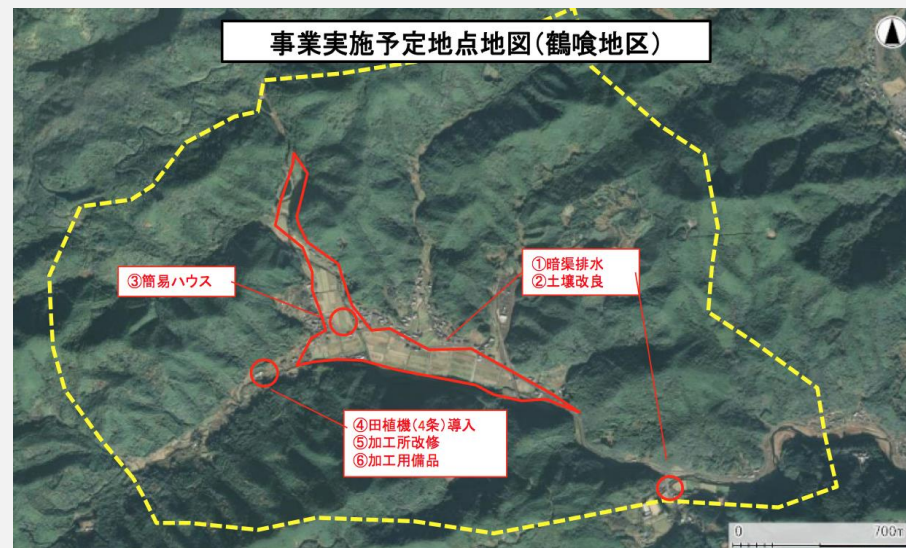 事業実施予定地点地図(鶴喰地区)
①暗渠排水
②土壌改良
③簡易ハウス
④田植機(4条)導入
⑤加工所改修
⑥加工用備品
0 700m